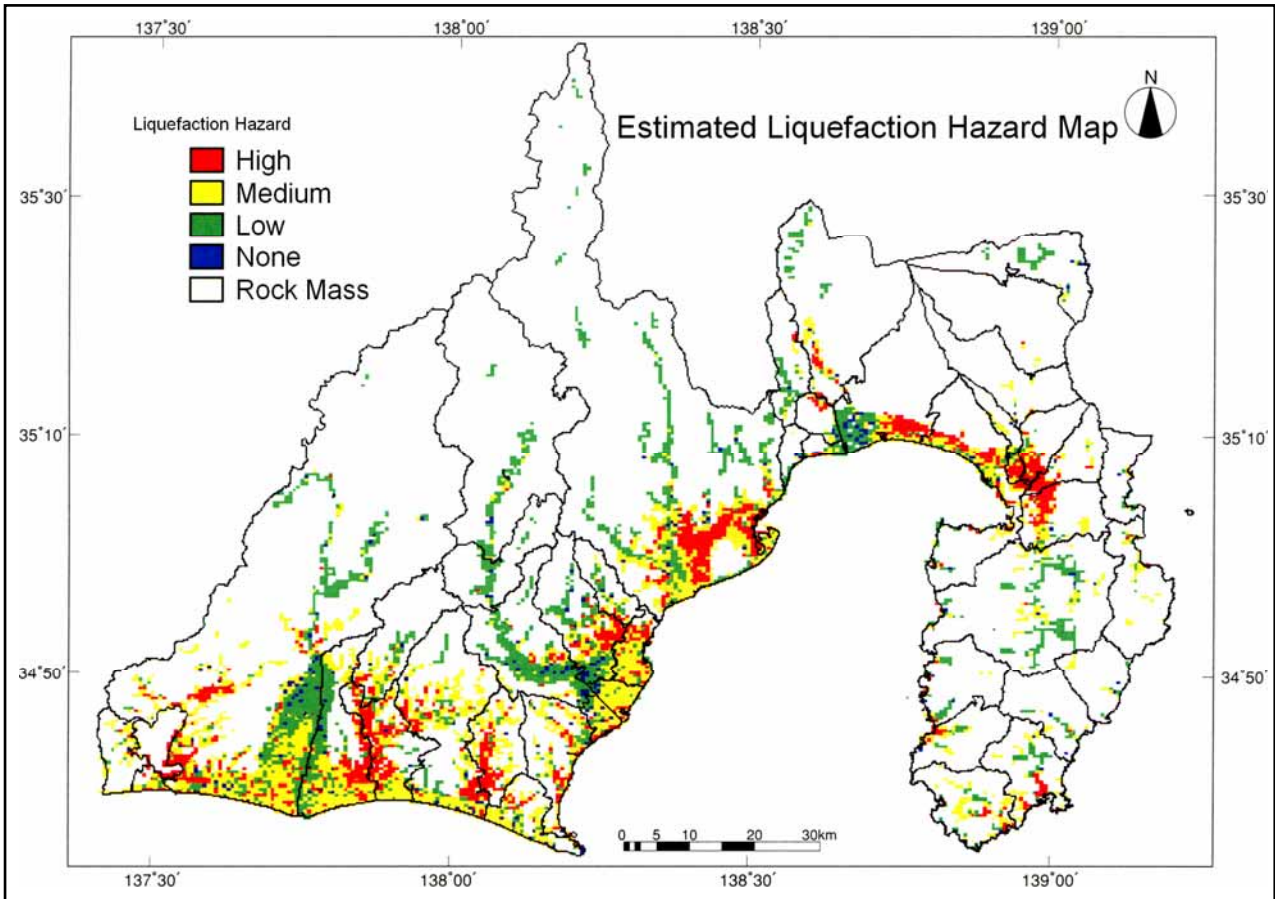 137°30′ 138°00′ 138°30′ 139°00′
N
Estimated Liquefaction Hazard Map
Liquefaction Hazard
High
Medium
Low
None
Rock Mass
35°30′ 35°30′
35°10′ 35°10′
34°50′ 34°50′
0 5 10 20 30km
137°30′ 138°00′ 138°30′ 139°00′